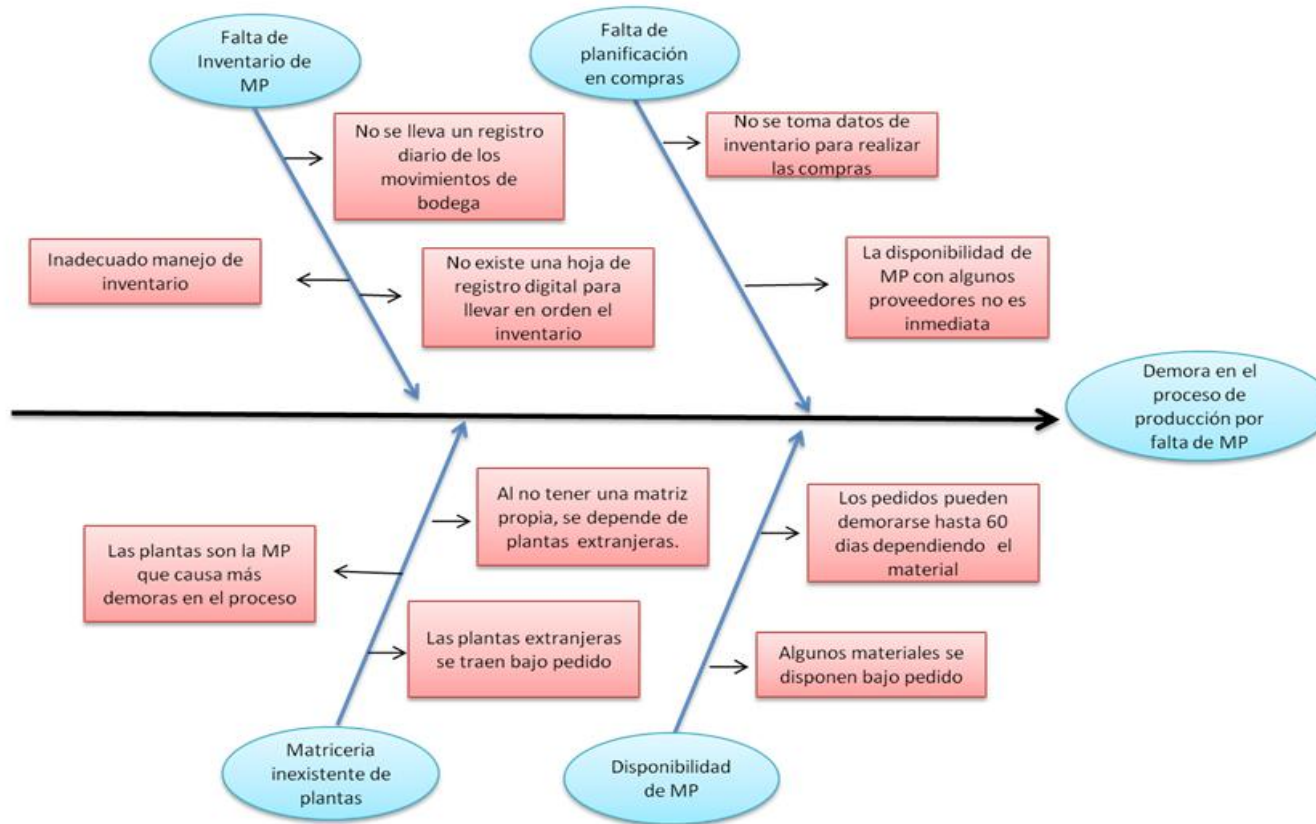 Falta de
Inventario de
MP
Falta de
planificación
en compras
No se lleva un registro
diario de los
movimientos de
bodega
No se toma datos de
inventario para realizar
las compras
Inadecuado manejo de
inventario
No existe una hoja de
registro digital para
llevar en orden el
inventario
La disponibilidad de
MP con algunos
proveedores no es
inmediata
Demora en el
proceso de
producción por
falta de MP
Al no tener una matriz
propia, se depende de
plantas extranjeras.
Los pedidos pueden
demorarse hasta 60
dias dependiendo el
material
Las plantas son la MP
que causa más
demoras en el proceso
Las plantas extranjeras
se traen bajo pedido
Algunos materiales se
disponen bajo pedido
Matriceria
inexistente de
plantas
Disponibilidad
de MP